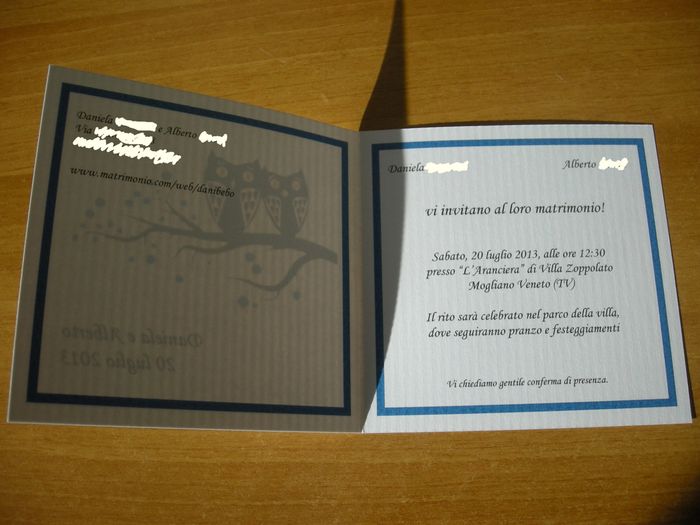 Daniela e Alberto
Via
www.matrimonio.com/web/danibebo
Daniela e Alberto
20 luglio 2013
Daniela Alberto
vi invitano al loro matrimonio!
Sabato, 20 luglio 2013, alle ore 12:30
presso “L’Aranciera” di Villa Zoppolato
Mogliano Veneto (TV)
Il rito sarà celebrato nel parco della villa,
dove seguiranno pranzo e festeggiamenti
Vi chiediamo gentile conferma di presenza.